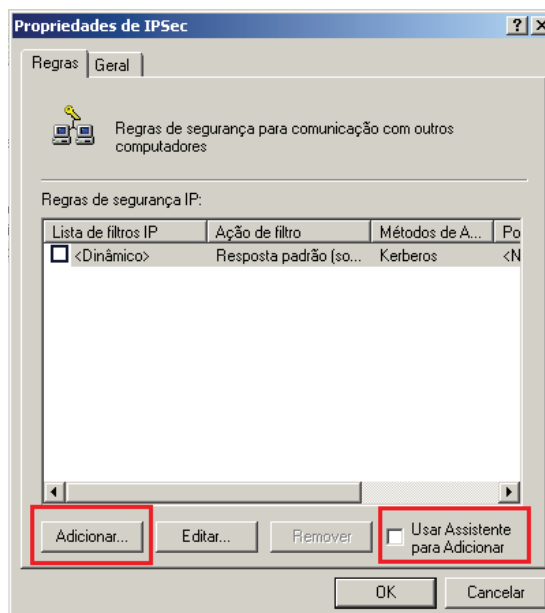 Propriedades de IPSec
Regras
Geral
Regras de segurança para comunicação com outros
computadores
Regras de segurança IP:
Lista de filtros IP
Ação de filtro
Métodos de A...
Po
<Dinâmico>
Resposta padrão (so...
Kerberos
<N
Adicionar...
Editar...
Remover
Usar Assistente
para Adicionar
OK
Cancelar